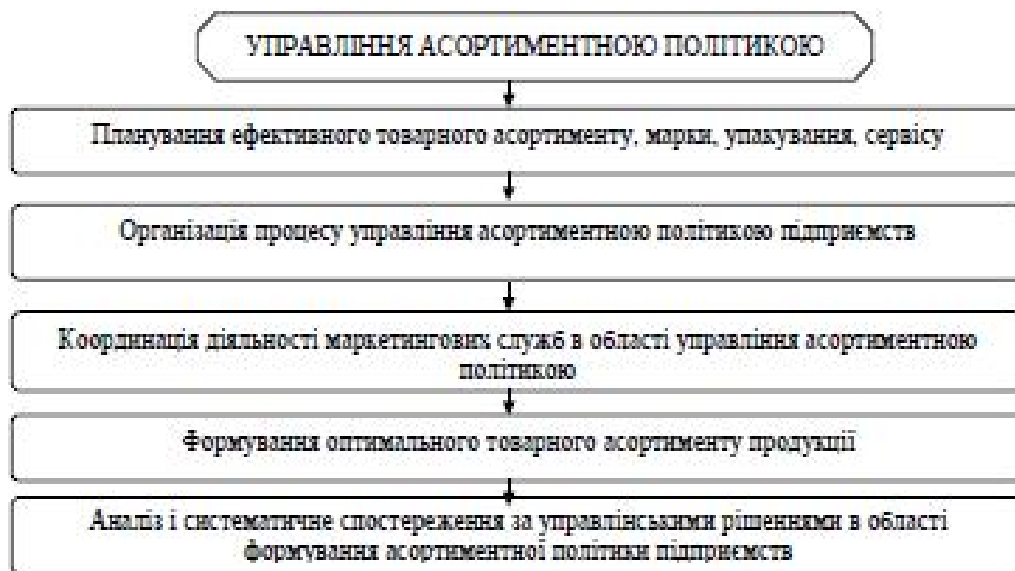 УПРАВЛІННЯ АСОРТИМЕНТНОЮ ПОЛІТИКОЮ
Планування ефективного товарного асортименту, марки, упакування, сервісу
Організація процесу управління асортиментною політикою підприємств
Координація діяльності маркетингових служб в області управління асортиментною
політикою
Формування оптимального товарного асортименту продукції
Аналіз і систематичне спостереження за управлінськими рішеннями в області
формування асортиментної політики підприємств